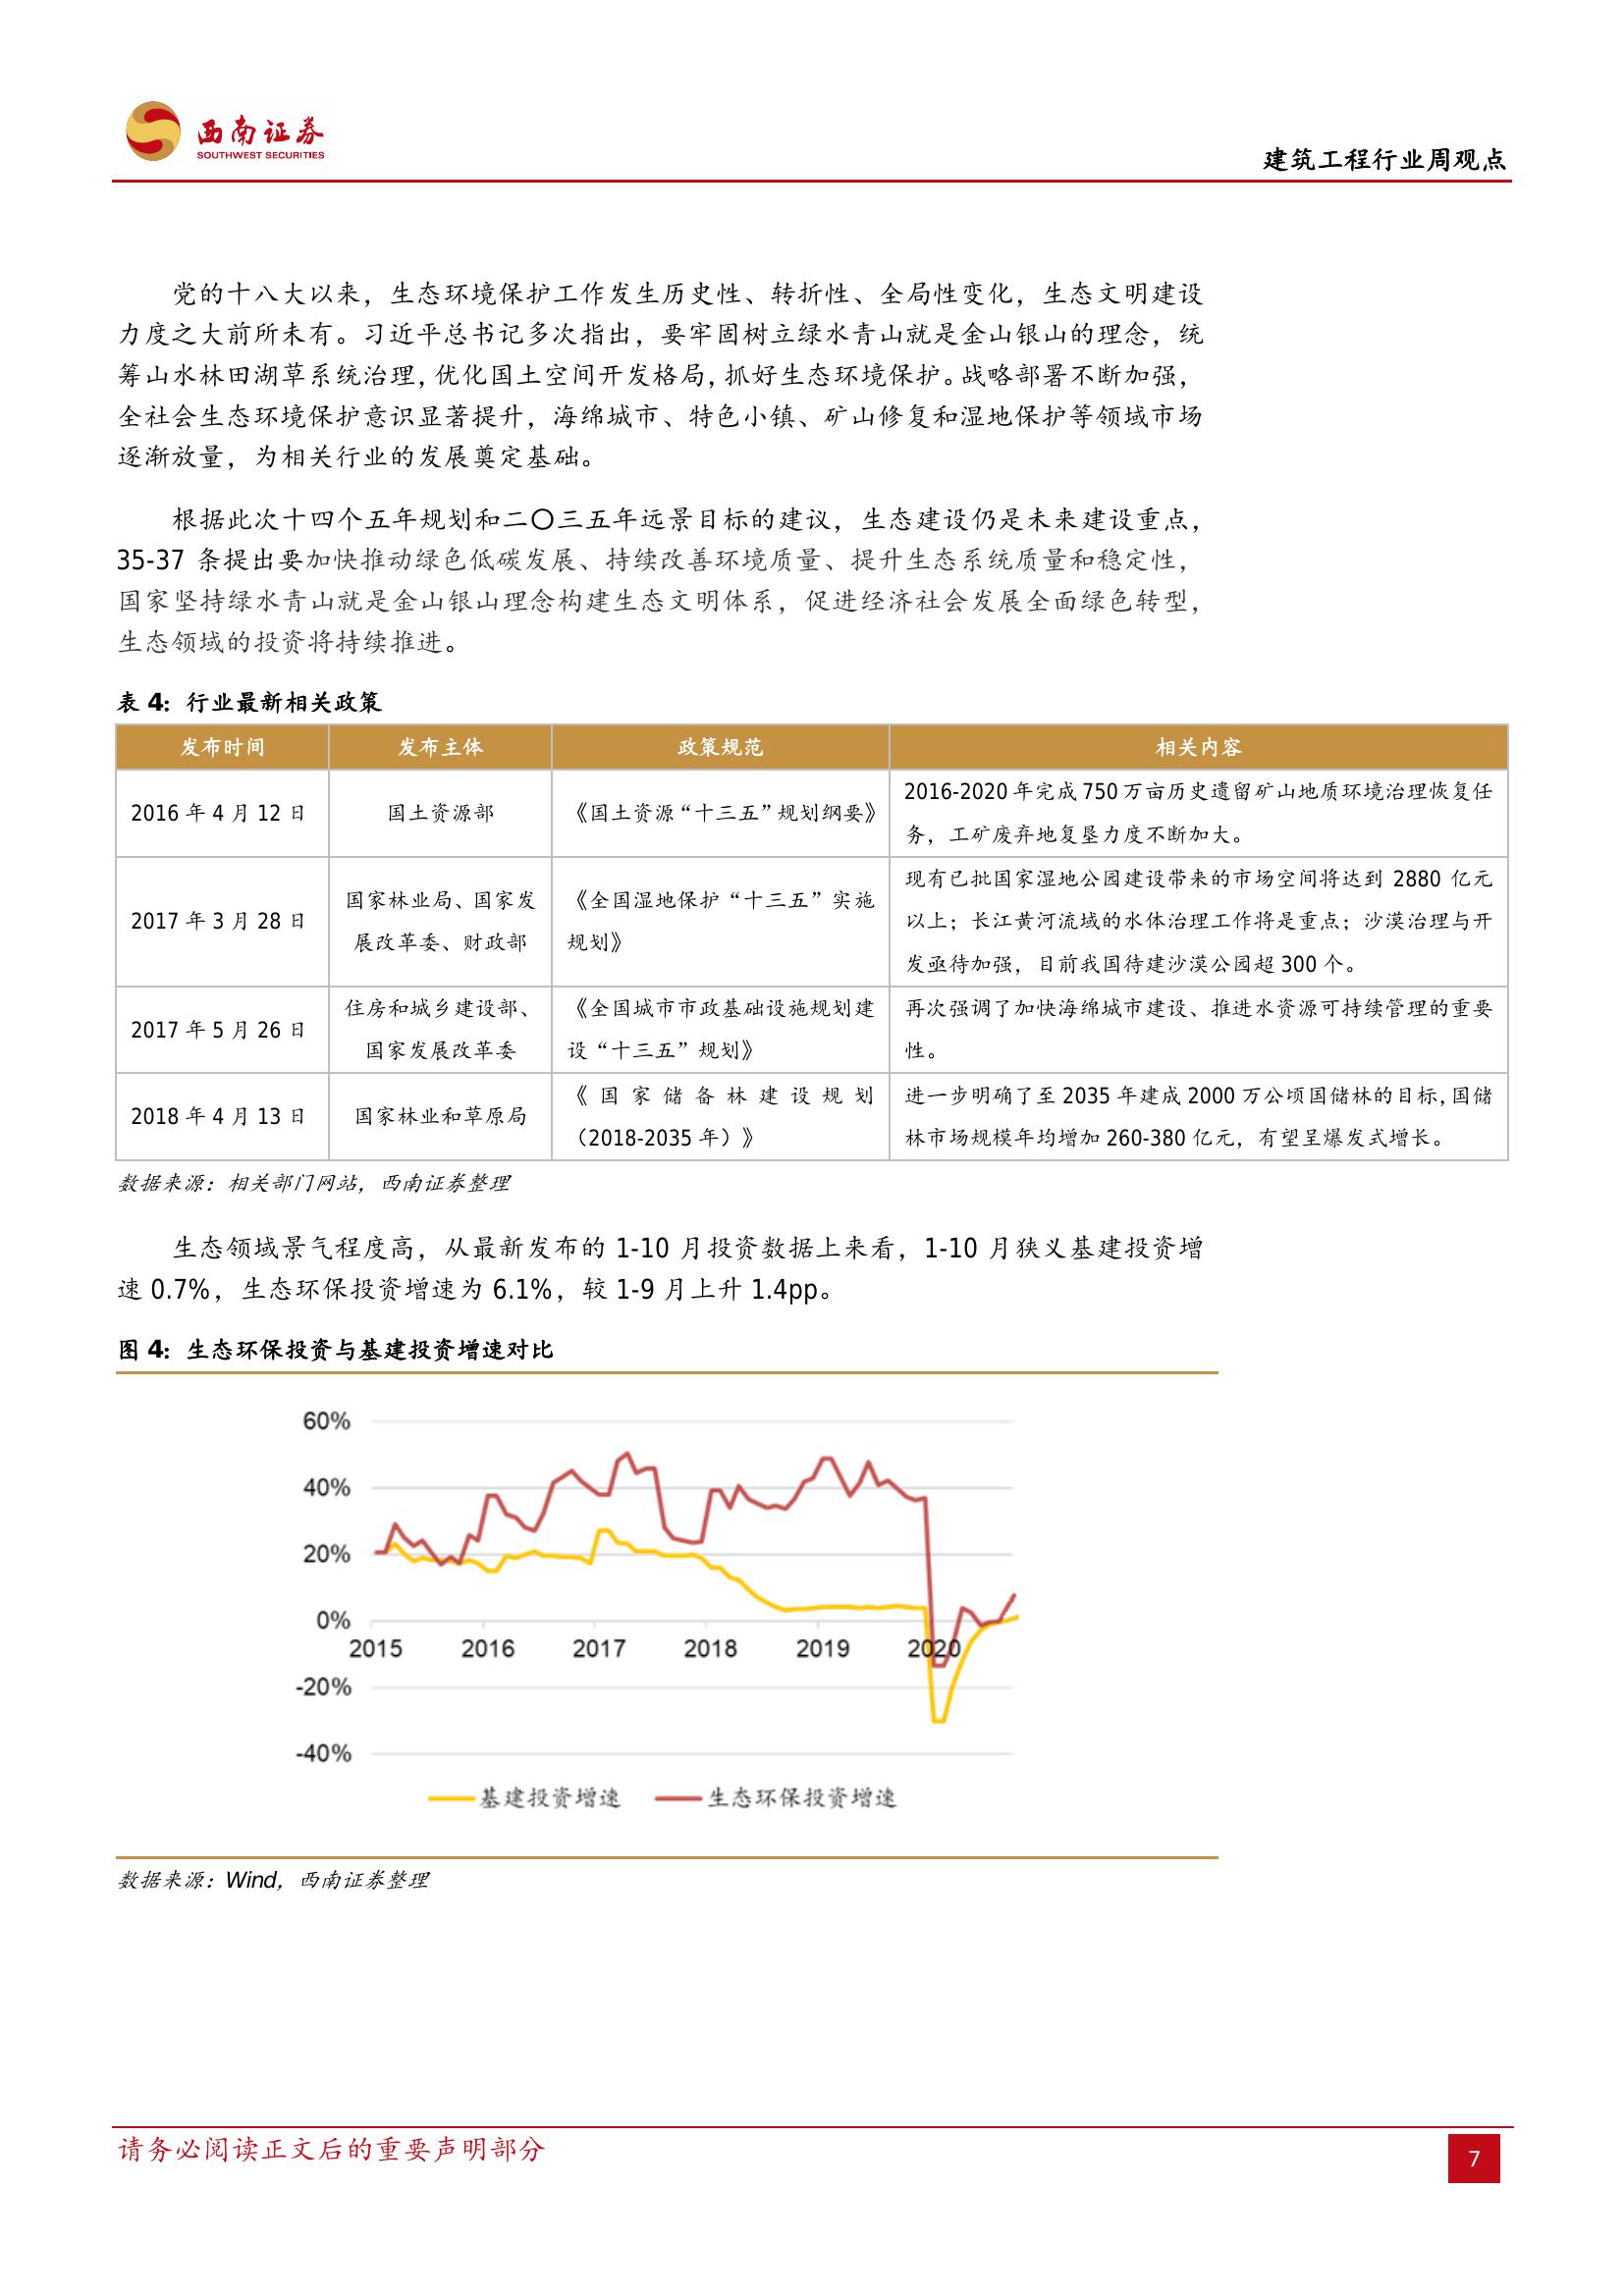 西南证券
SOUTHWEST SECURITIES
建筑工程行业周观点
党的十八大以来，生态环境保护工作发生历史性、转折性、全局性变化，生态文明建设
力度之大前所未有。习近平总书记多次指出，要牢固树立绿水青山就是金山银山的理念，统
筹山水林田湖草系统治理，优化国土空间开发格局，抓好生态环境保护。战略部署不断加强，
全社会生态环境保护意识显著提升，海绵城市、特色小镇、矿山修复和湿地保护等领域市场
逐渐放量，为相关行业的发展奠定基础。
根据此次十四个五年规划和二〇三五年远景目标的建议，生态建设仍是未来建设重点，
35-37 条提出要加快推动绿色低碳发展、持续改善环境质量、提升生态系统质量和稳定性，
国家坚持绿水青山就是金山银山理念构建生态文明体系，促进经济社会发展全面绿色转型，
生态领域的投资将持续推进。
表 4：行业最新相关政策
发布时间 发布主体 政策规范 相关内容
2016 年 4 月 12 日 国土资源部 《国土资源“十三五”规划纲要》
2016-2020 年完成 750 万亩历史遗留矿山地质环境治理恢复任
务，工矿废弃地复垦力度不断加大。
2017 年 3 月 28 日
国家林业局、国家发
展改革委、财政部
《全国湿地保护“十三五”实施
规划》
现有已批国家湿地公园建设带来的市场空间将达到 2880 亿元
以上；长江黄河流域的水体治理工作将是重点；沙漠治理与开
发亟待加强，目前我国待建沙漠公园超 300 个。
2017 年 5 月 26 日
住房和城乡建设部、
国家发展改革委
《全国城市市政基础设施规划建
设“十三五”规划》
再次强调了加快海绵城市建设、推进水资源可持续管理的重要
性。
2018 年 4 月 13 日 国家林业和草原局
《国家储备林建设规划
（2018-2035 年）》
进一步明确了至 2035 年建成 2000 万公顷国储林的目标，国储
林市场规模年均增加 260-380 亿元，有望呈爆发式增长。
数据来源：相关部门网站，西南证券整理
生态领域景气程度高，从最新发布的 1-10 月投资数据上来看，1-10 月狭义基建投资增
速 0.7%，生态环保投资增速为 6.1%，较 1-9 月上升 1.4pp。
图 4：生态环保投资与基建投资增速对比
60%
40%
20%
0%
2015 2016 2017 2018 2019 2020
-20%
-40%
基建投资增速 生态环保投资增速
数据来源：Wind，西南证券整理
请务必阅读正文后的重要声明部分
7